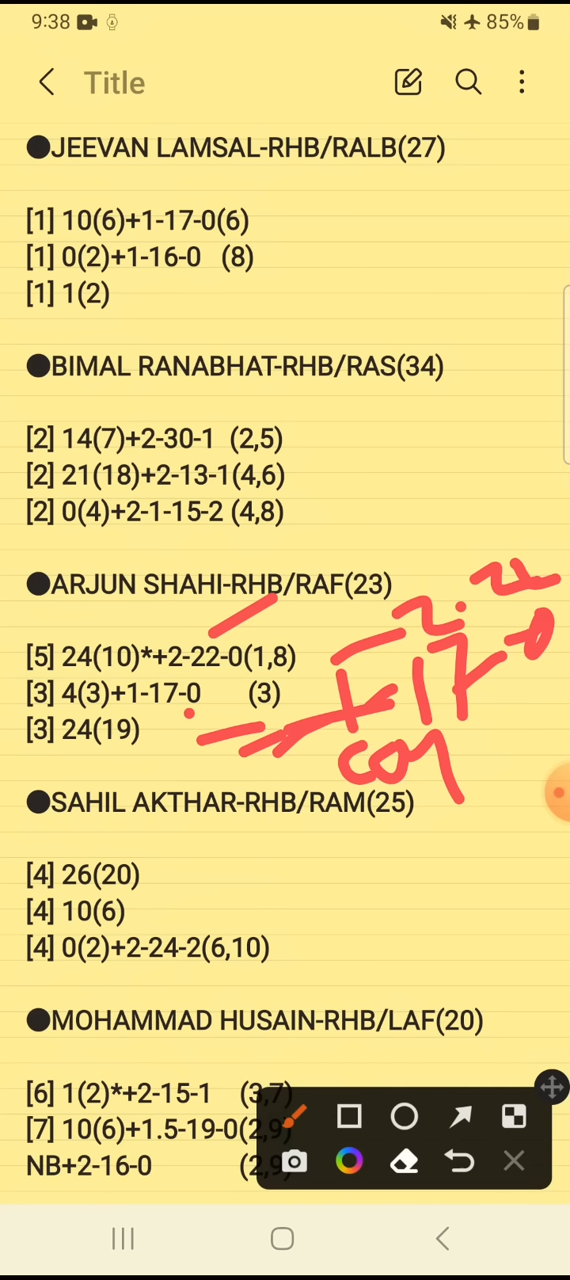 9:38 85%
Title
●JEEVAN LAMSAL-RHB/RALB(27)
[1] 10(6)+1-17-0(6)
[1] 0(2)+1-16-0 (8)
[1] 1(2)
●BIMAL RANABHAT-RHB/RAS(34)
[2] 14(7)+2-30-1 (2,5)
[2] 21(18)+2-13-1(4,6)
[2] 0(4)+2-1-15-2 (4,8)
●ARJUN SHAHI-RHB/RAF(23)
[5] 24(10)*+2-22-0(1,8)
[3] 4(3)+1-17-0 (3)
[3] 24(19)
●SAHIL AKTHAR-RHB/RAM(25)
[4] 26(20)
[4] 10(6)
[4] 0(2)+2-24-2(6,10)
●MOHAMMAD HUSAIN-RHB/LAF(20)
[6] 1(2)*+2-15-1 (3,7)
[7] 10(6)+1.5-19-0(2,9)
NB+2-16-0 (2,9)